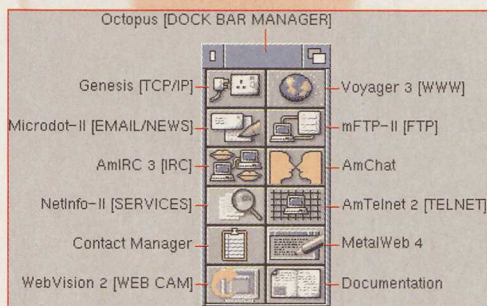 Octopus [DOCK BAR MANAGER]
Genesis [TCP/IP]
Voyager 3 [WWW]
Microdot-II [EMAIL/NEWS]
mFTP-II [FTP]
AmIRC 3 [IRC]
AmChat
NetInfo-II [SERVICES]
AmTelnet 2 [TELNET]
Contact Manager
MetalWeb 4
WebVision 2 [WEB CAM]
Documentation